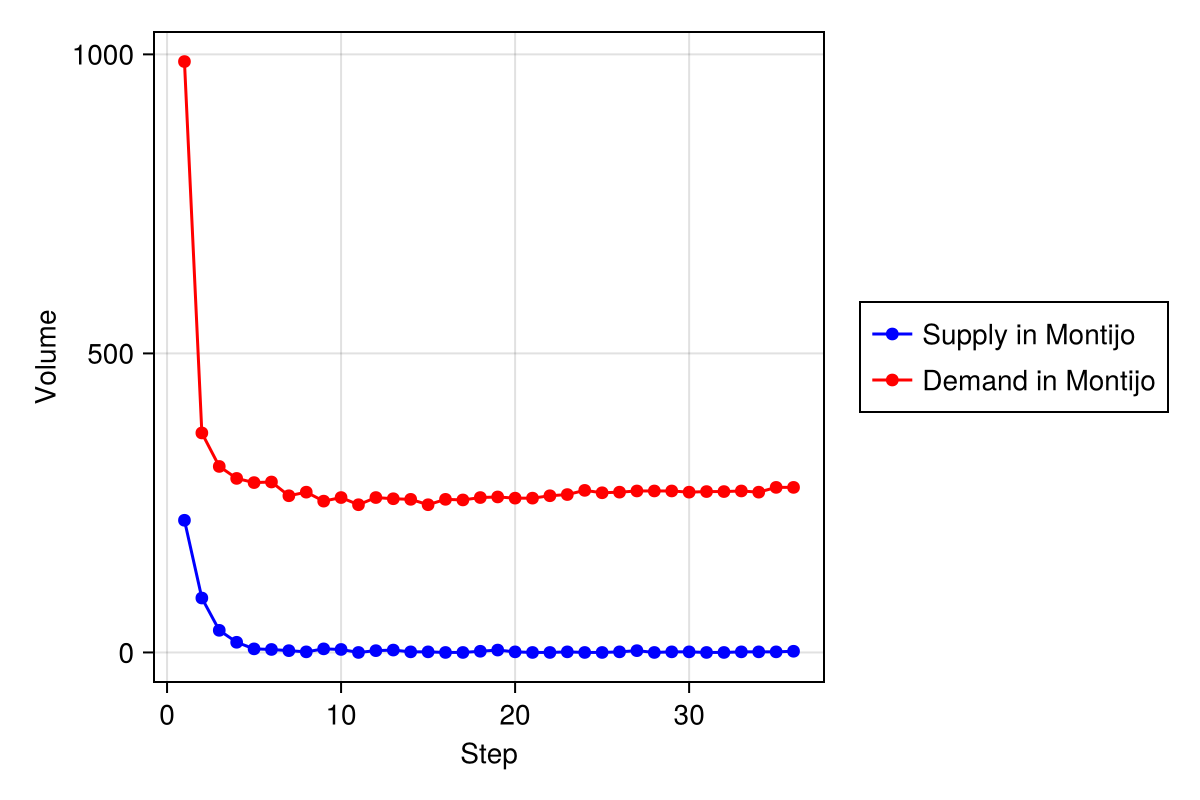 1000
500
0
Volume
0 10 20 30
Step
Supply in Montijo
Demand in Montijo